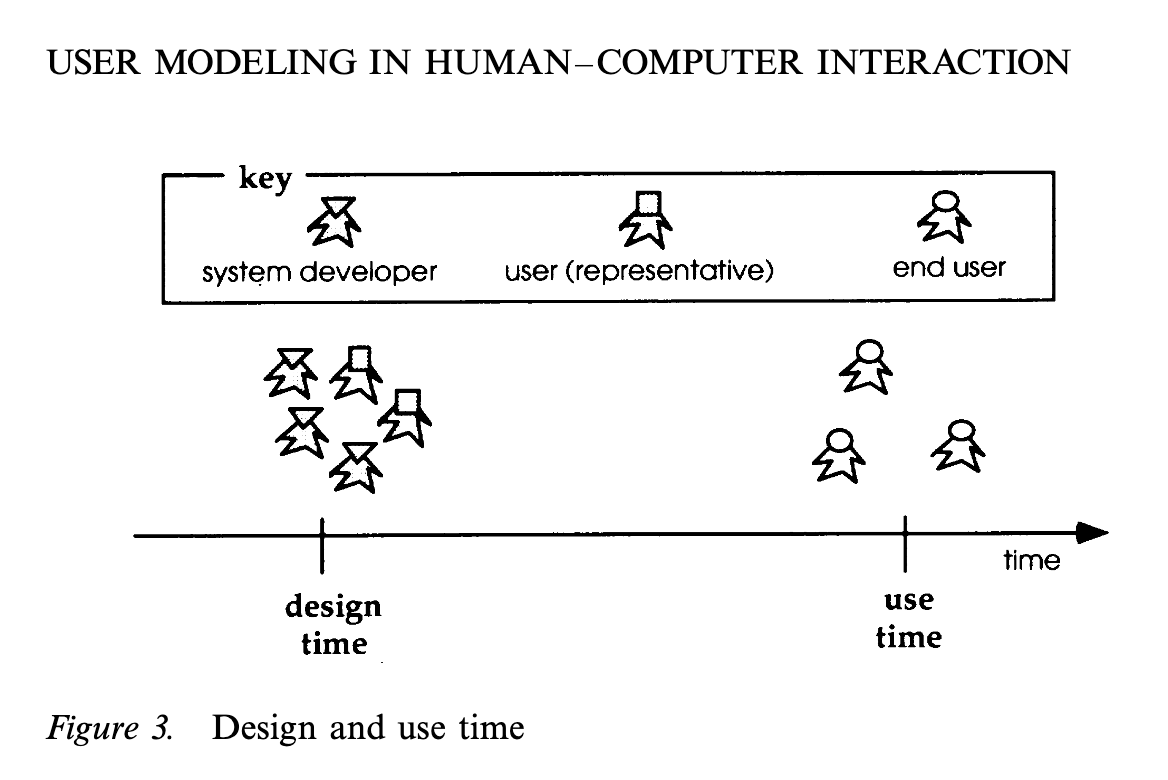 USER MODELING IN HUMAN–COMPUTER INTERACTION
key
system developer
user (representative)
end user
time
design
time
use
time
Figure 3. Design and use time